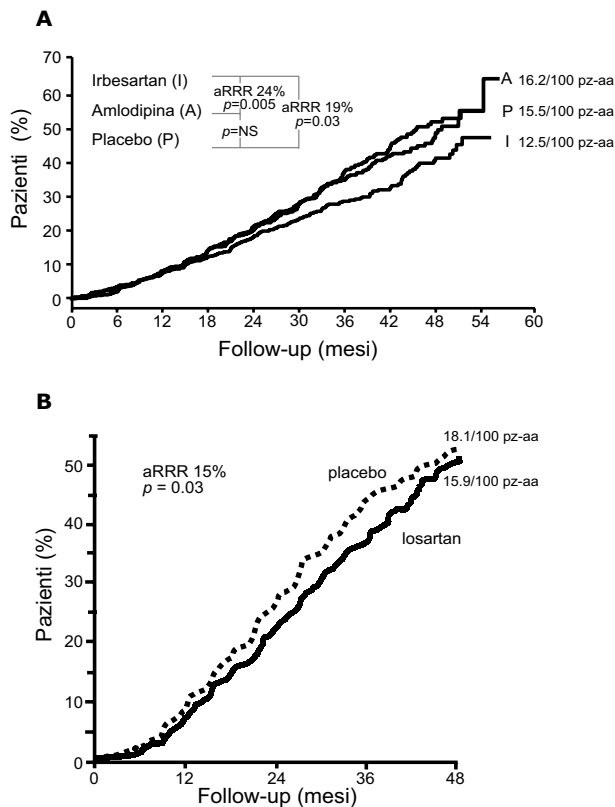 A
70
60
50
40
30
20
10
0
Pazienti (%)
Irbesartan (I)
Amlodipina (A)
Placebo (P)
aRRR 24%
p=0.005
p=NS
aRRR 19%
p=0.03
A 16.2/100 pz-aa
P 15.5/100 pz-aa
I 12.5/100 pz-aa
0 6 12 18 24 30 36 42 48 54 60
Follow-up (mesi)
B
50
40
30
20
10
0
Pazienti (%)
aRRR 15%
p = 0.03
18.1/100 pz-aa
placebo
15.9/100 pz-aa
losartan
0 12 24 36 48
Follow-up (mesi)